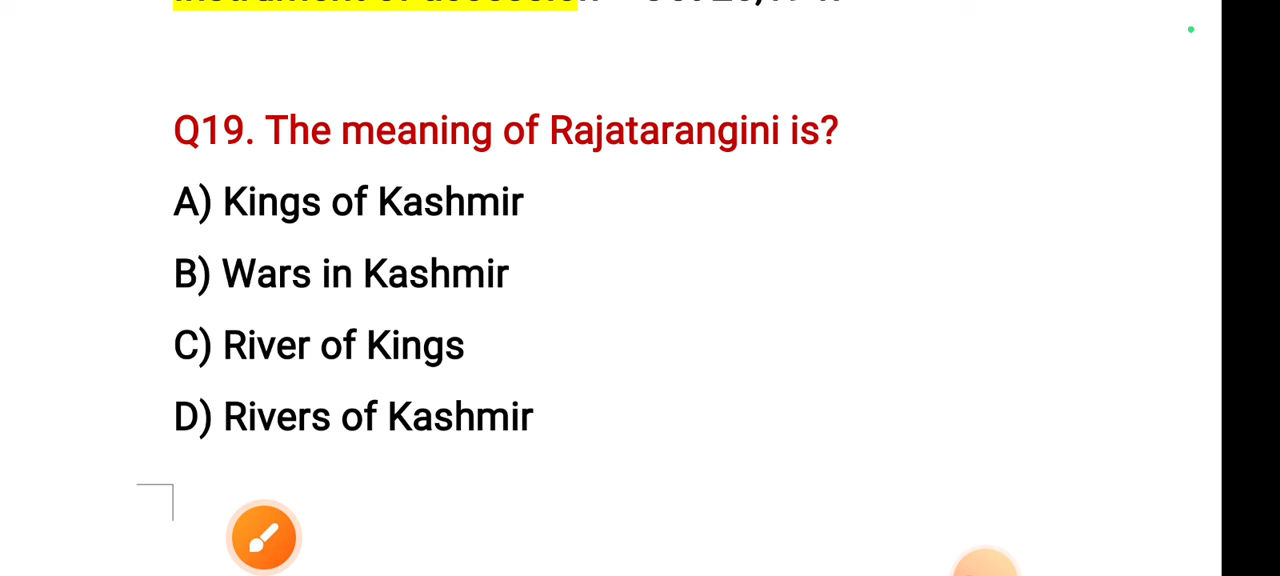 Q19. The meaning of Rajatarangini is?
A) Kings of Kashmir
B) Wars in Kashmir
C) River of Kings
D) Rivers of Kashmir